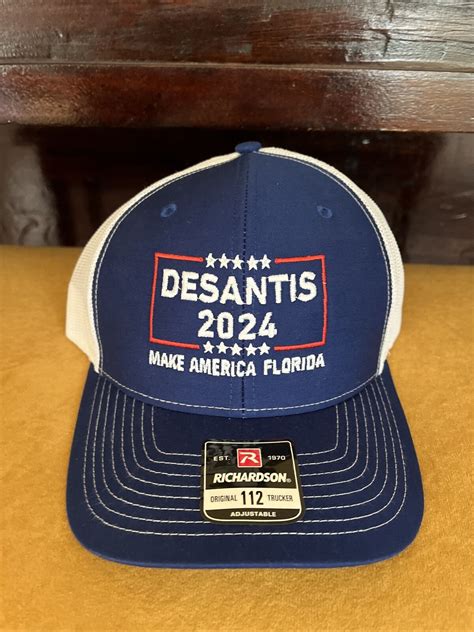 ★★★★★
DESANTIS
2024
★★★★★
MAKE AMERICA FLORIDA
EST. R 1970
RICHARDSON®
ORIGINAL 112 TRUCKER
ADJUSTABLE